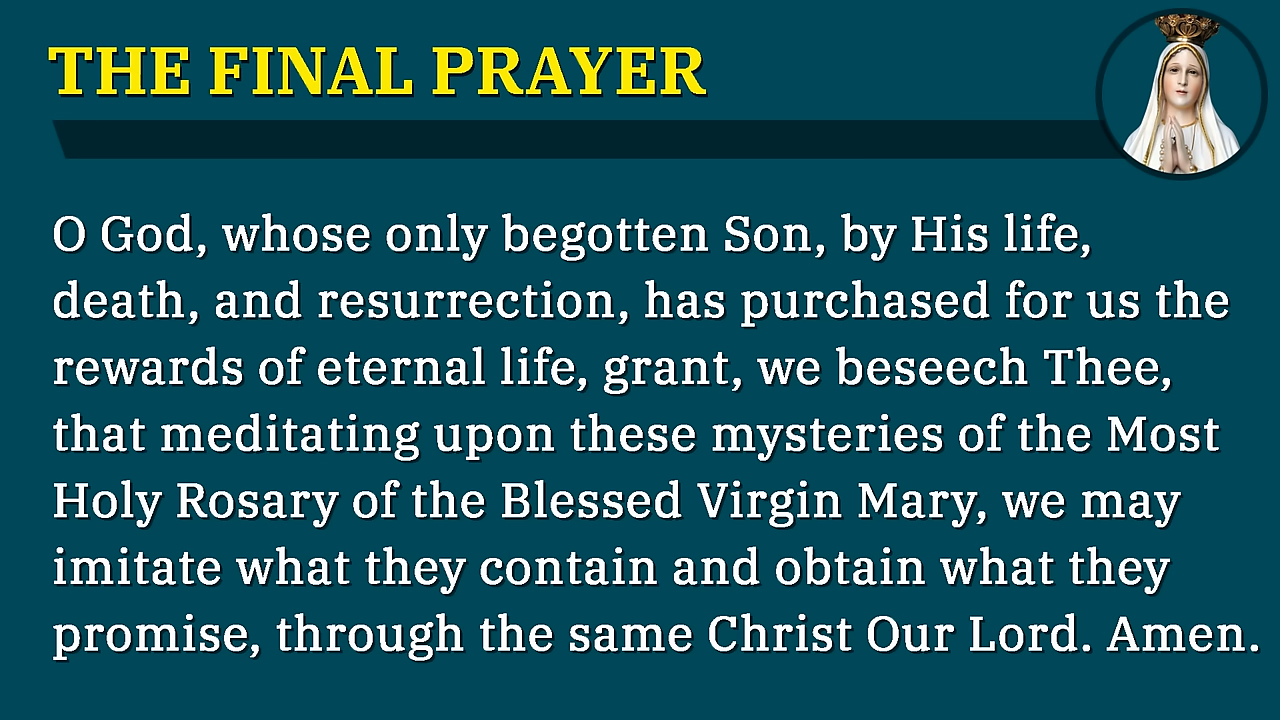 THE FINAL PRAYER
O God, whose only begotten Son, by His life,
death, and resurrection, has purchased for us the
rewards of eternal life, grant, we beseech Thee,
that meditating upon these mysteries of the Most
Holy Rosary of the Blessed Virgin Mary, we may
imitate what they contain and obtain what they
promise, through the same Christ Our Lord. Amen.